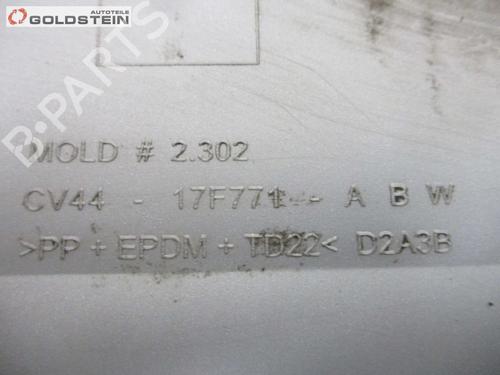 AUTOTEILE
GOLDSTEIN
B-PARTS
MOLD # 2.302
CV44 - 17F771 - A B W
>PP + EPDM + TD22< D2A3B